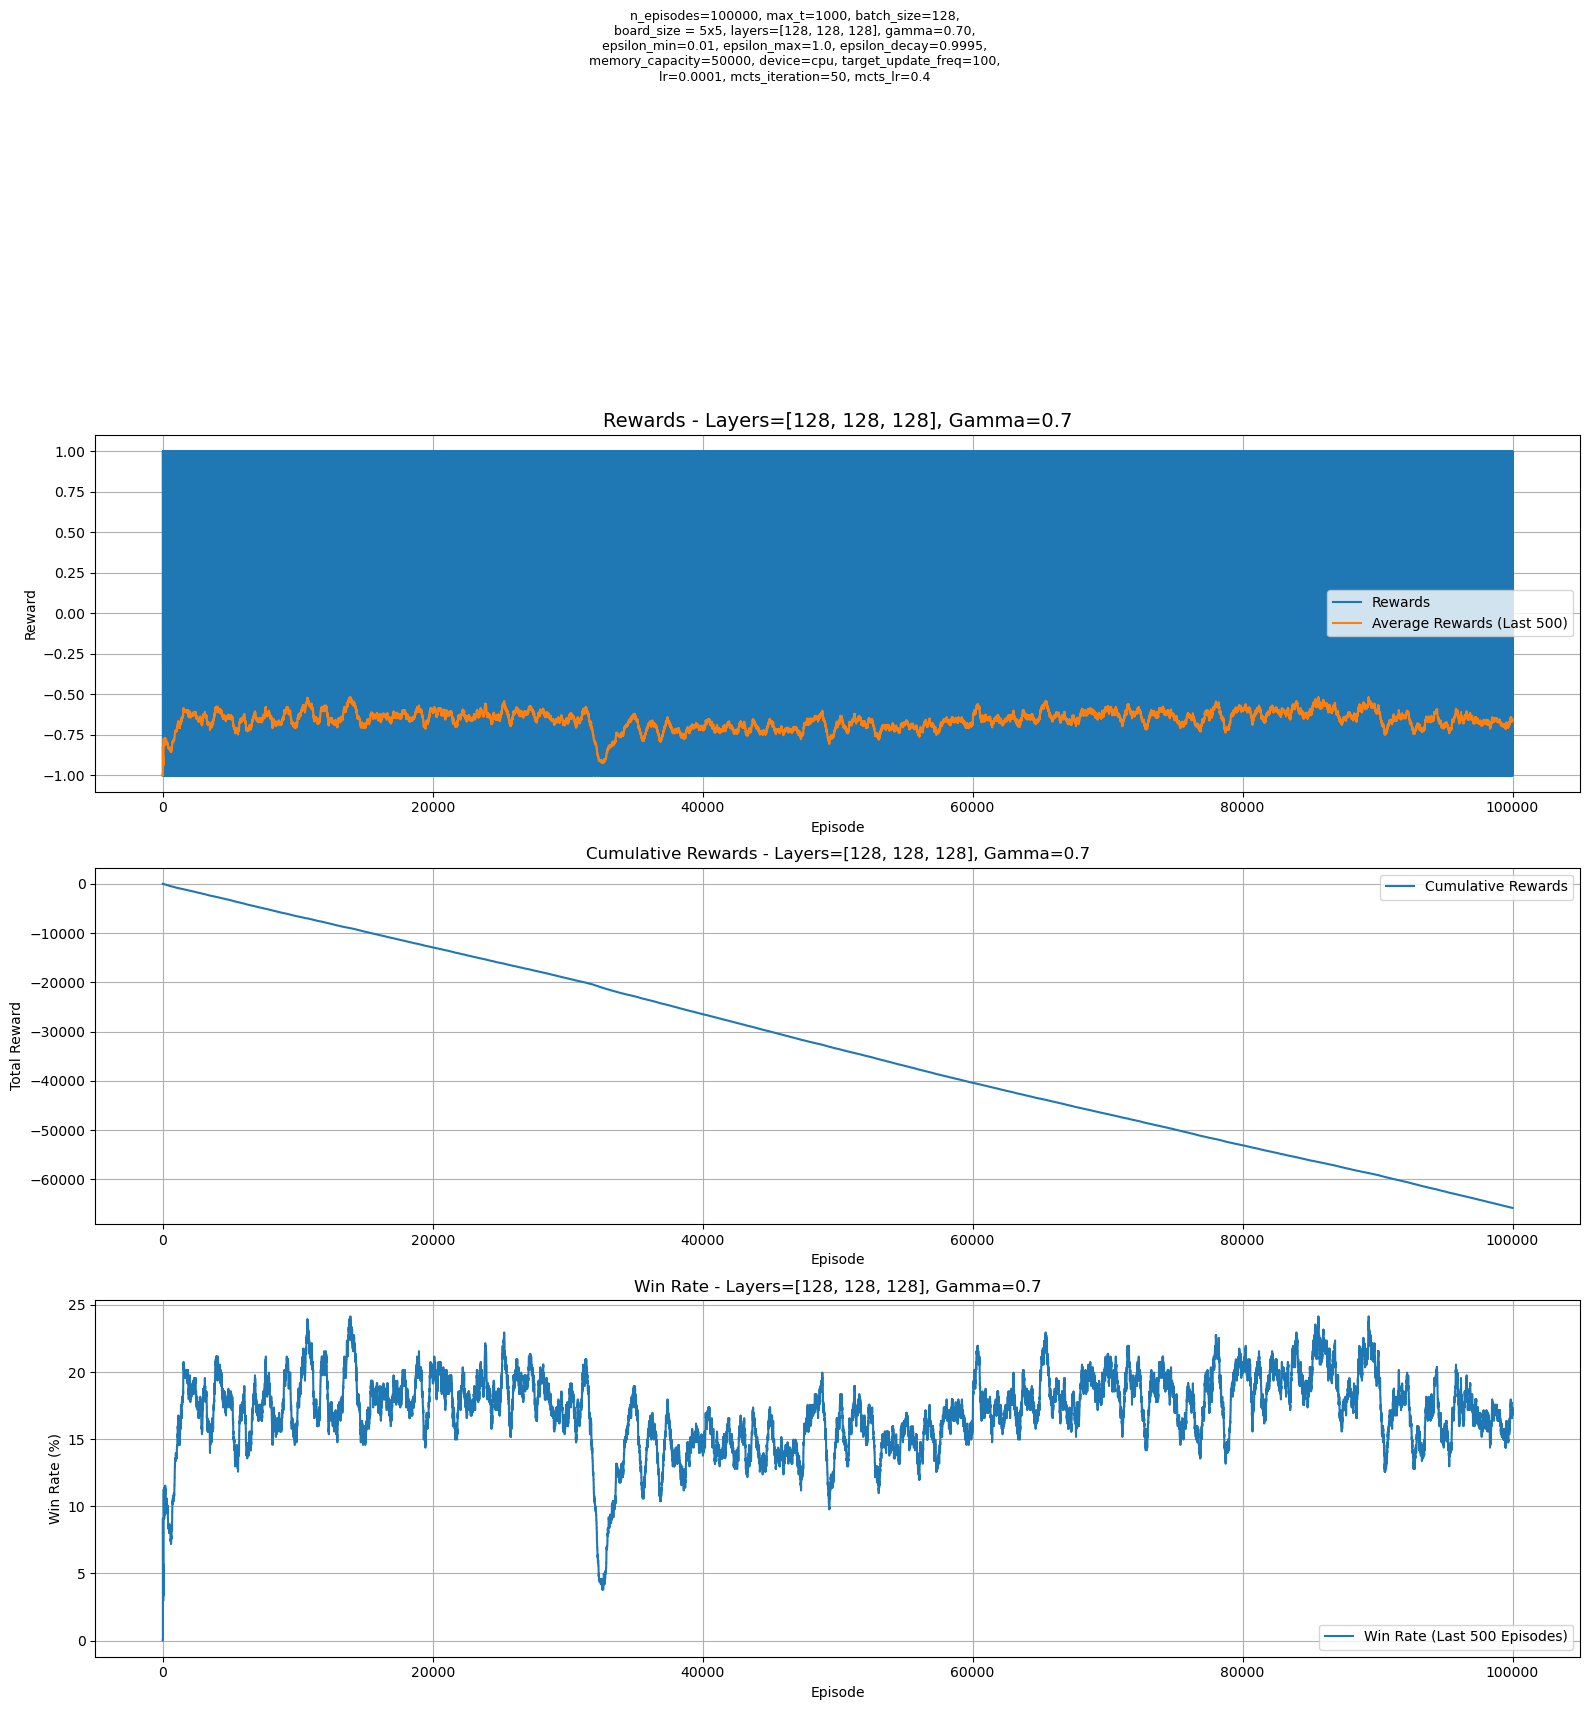 n_episodes=100000, max_t=1000, batch_size=128,
board_size = 5x5, layers=[128, 128, 128], gamma=0.70,
epsilon_min=0.01, epsilon_max=1.0, epsilon_decay=0.9995,
memory_capacity=50000, device=cpu, target_update_freq=100,
lr=0.0001, mcts_iteration=50, mcts_lr=0.4
Rewards - Layers=[128, 128, 128], Gamma=0.7
1.00
0.75
0.50
0.25
0.00
−0.25
−0.50
−0.75
−1.00
Reward
Rewards
Average Rewards (Last 500)
0 20000 40000 60000 80000 100000
Episode
Cumulative Rewards - Layers=[128, 128, 128], Gamma=0.7
0
−10000
−20000
−30000
−40000
−50000
−60000
Total Reward
Cumulative Rewards
0 20000 40000 60000 80000 100000
Episode
Win Rate - Layers=[128, 128, 128], Gamma=0.7
25
20
15
10
5
0
Win Rate (%)
Win Rate (Last 500 Episodes)
0 20000 40000 60000 80000 100000
Episode